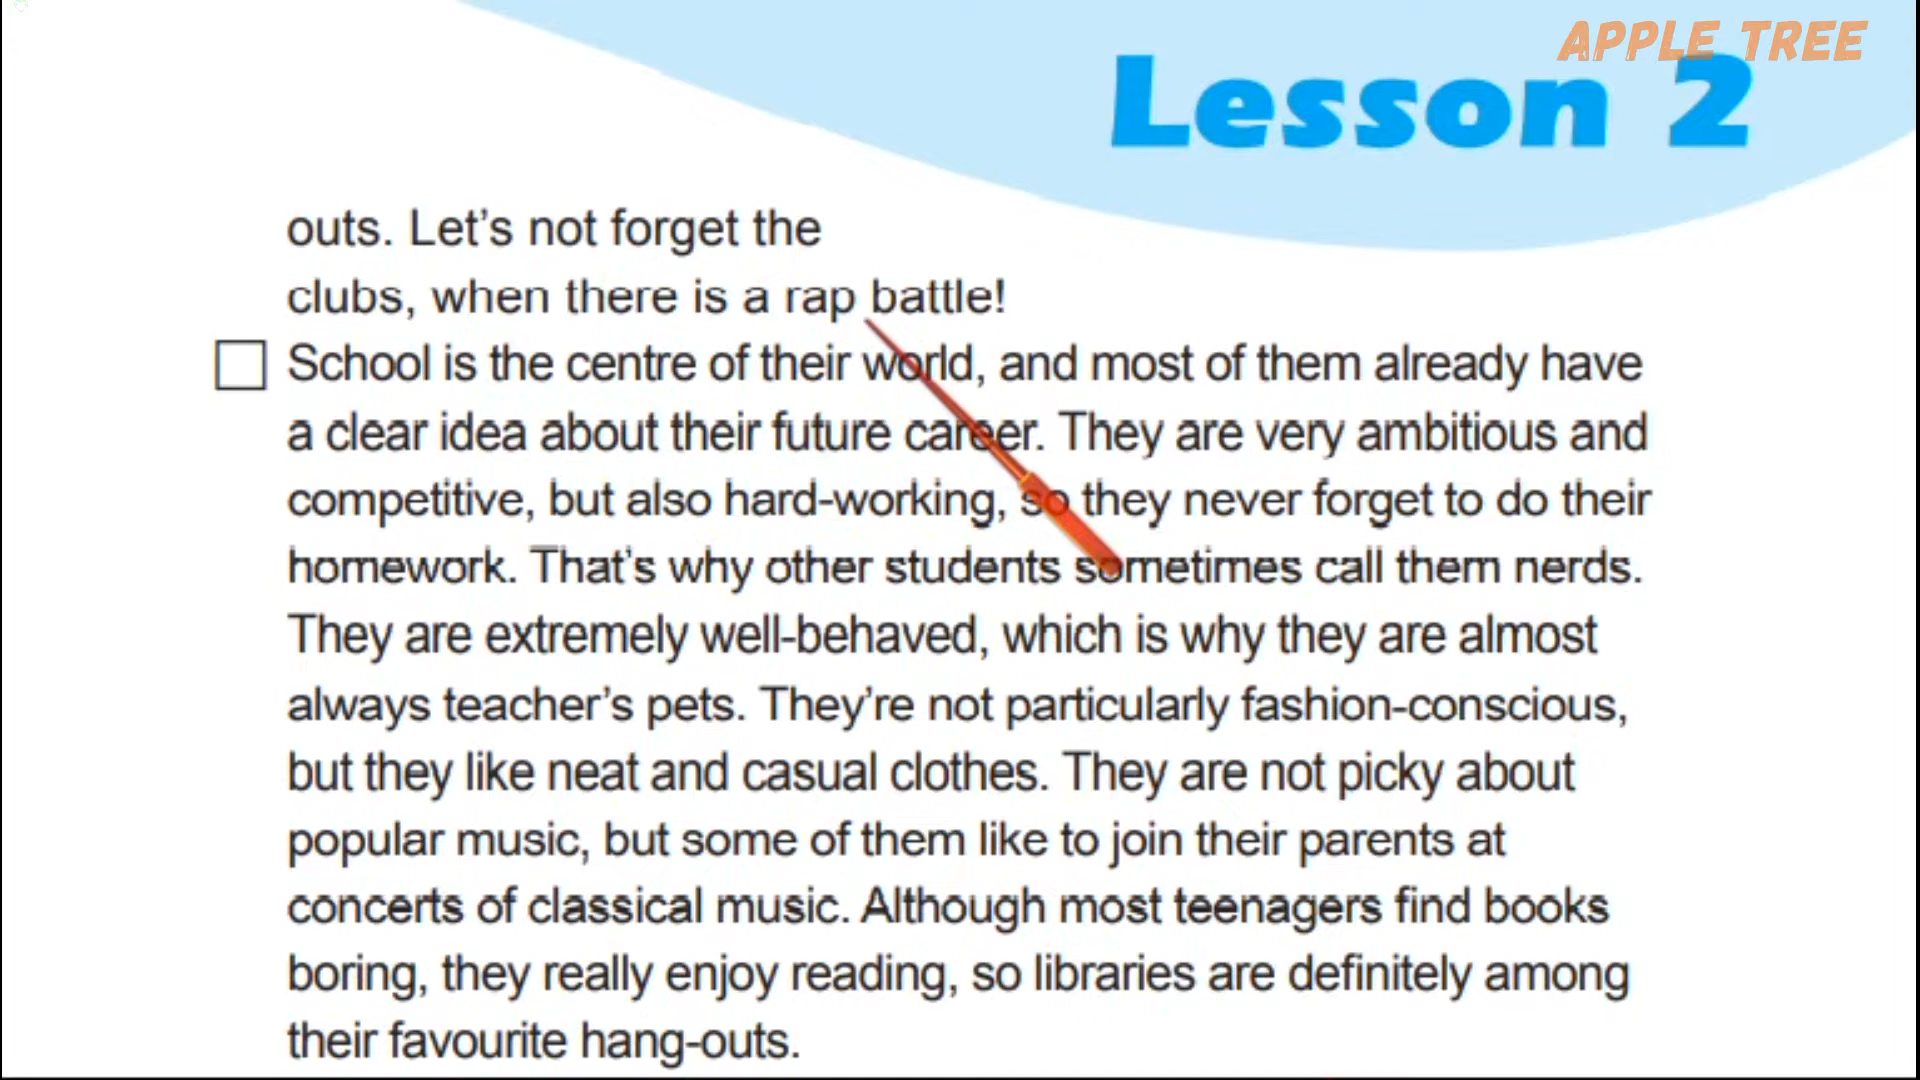 APPLE TREE
Lesson 2
outs. Let’s not forget the
clubs, when there is a rap battle!
School is the centre of their world, and most of them already have
a clear idea about their future career. They are very ambitious and
competitive, but also hard-working, so they never forget to do their
homework. That’s why other students sometimes call them nerds.
They are extremely well-behaved, which is why they are almost
always teacher’s pets. They’re not particularly fashion-conscious,
but they like neat and casual clothes. They are not picky about
popular music, but some of them like to join their parents at
concerts of classical music. Although most teenagers find books
boring, they really enjoy reading, so libraries are definitely among
their favourite hang-outs.